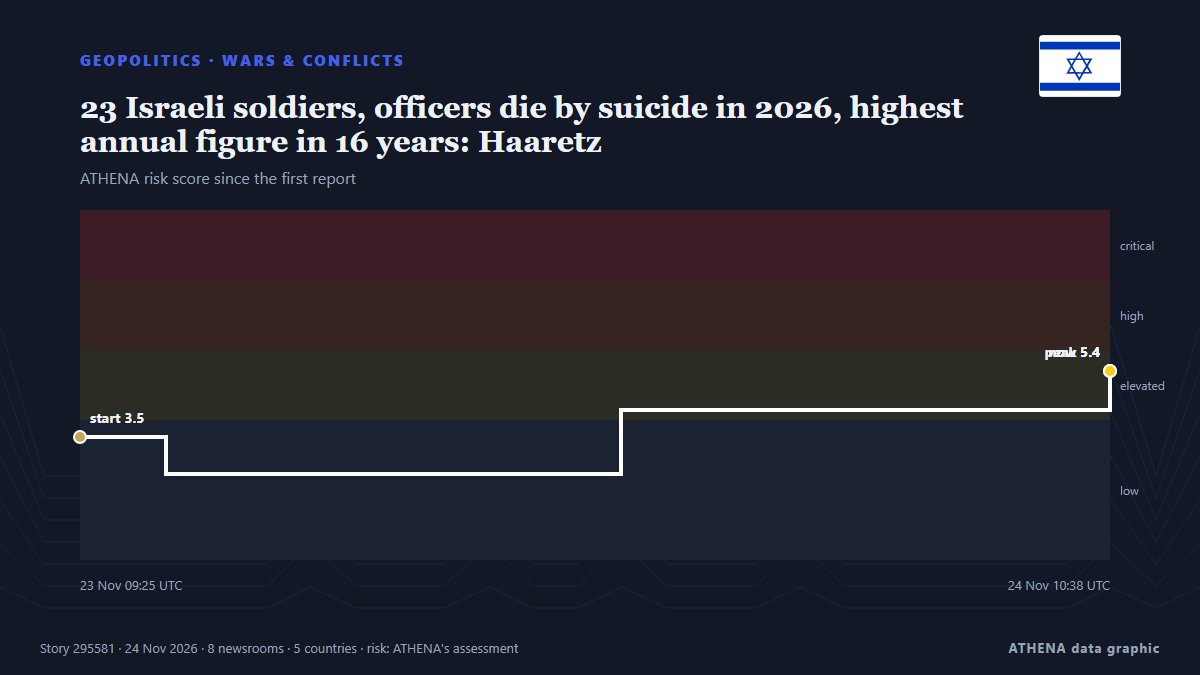 GEOPOLITICS · WARS & CONFLICTS
23 Israeli soldiers, officers die by suicide in 2026, highest
annual figure in 16 years: Haaretz
ATHENA risk score since the first report
critical
high
peak 5.4
elevated
start 3.5
low
23 Nov 09:25 UTC
24 Nov 10:38 UTC
Story 295581 · 24 Nov 2026 · 8 newsrooms · 5 countries · risk: ATHENA's assessment
ATHENA data graphic